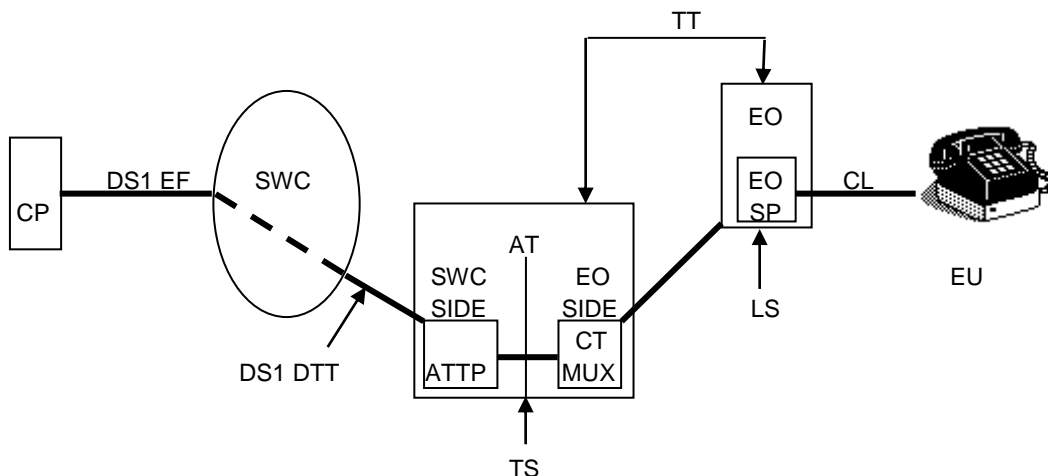 TT
EO
EO
SP
CL
DS1 EF
SWC
CP
AT
SWC
SIDE
EO
SIDE
EU
LS
CT
MUX
ATTP
DS1 DTT
TS